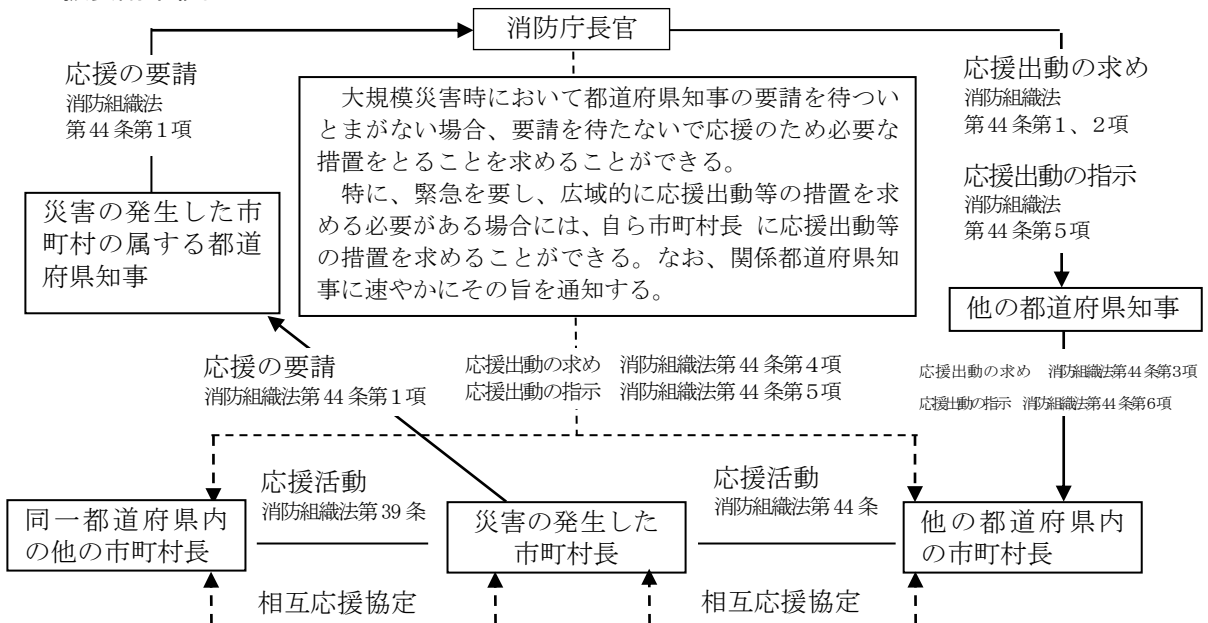 消防庁長官
応援の要請
消防組織法
第44条第1項
大規模災害時において都道府県知事の要請を待つい
とまがない場合、要請を待たないで応援のため必要な
措置をとることを求めることができる。
特に、緊急を要し、広域的に応援出動等の措置を求
める必要がある場合には、自ら市町村長 に応援出動等
の措置を求めることができる。なお、関係都道府県知
事に速やかにその旨を通知する。
応援出動の求め
消防組織法
第44条第1、2項
応援出動の指示
消防組織法
第44条第5項
災害の発生した市
町村の属する都道
府県知事
他の都道府県知事
応援の要請
消防組織法第44条第1項
応援出動の求め 消防組織法第44条第4項
応援出動の指示 消防組織法第44条第5項
応援出動の求め 消防組織法第44条第3項
応援出動の指示 消防組織法第44条第6項
応援活動
消防組織法第39条
応援活動
消防組織法第44条
同一都道府県内
の他の市町村長
災害の発生した
市町村長
他の都道府県内
の市町村長
相互応援協定
相互応援協定